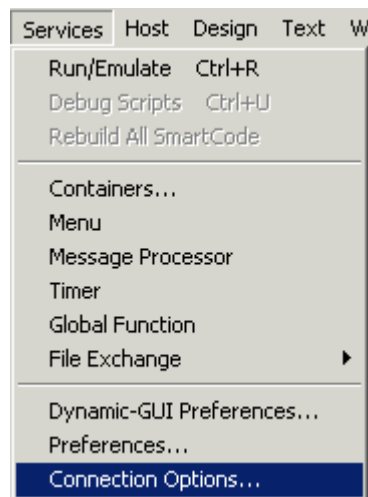 Services Host Design Text W
Run/Emulate Ctrl+R
Debug Scripts Ctrl+U
Rebuild All SmartCode
Containers...
Menu
Message Processor
Timer
Global Function
File Exchange
Dynamic-GUI Preferences...
Preferences...
Connection Options...